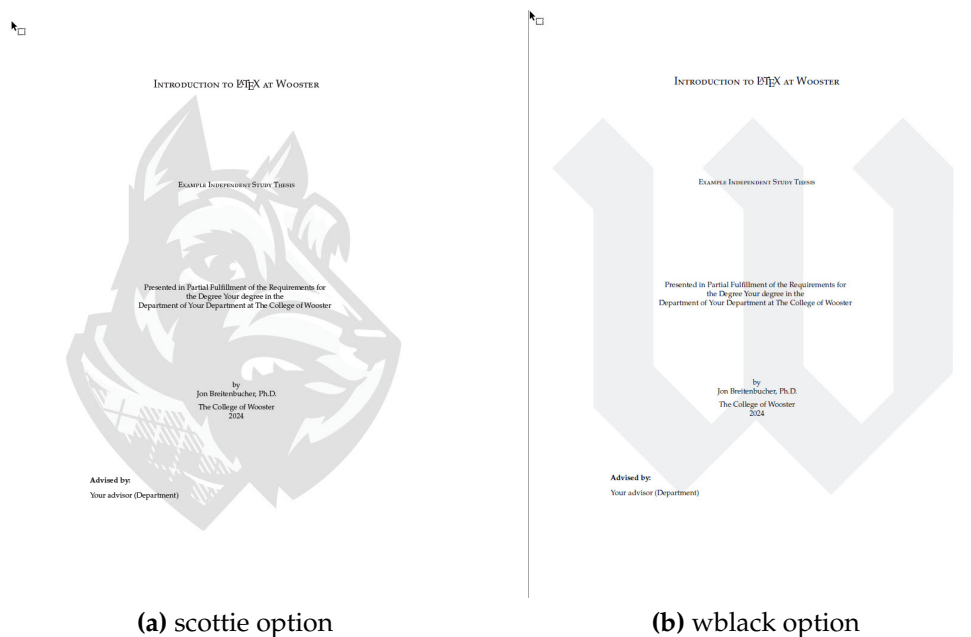 INTRODUCTION TO LATEX AT WOOSTER
EXAMPLE INDEPENDENT STUDY THESIS
Presented in Partial Fulfillment of the Requirements for
the Degree Your degree in the
Department of Your Department at The College of Wooster
by
Jon Breitenbucher, Ph.D.
The College of Wooster
2024
Advised by:
Your advisor (Department)
(a) scottie option
INTRODUCTION TO LATEX AT WOOSTER
EXAMPLE INDEPENDENT STUDY THESIS
Presented in Partial Fulfillment of the Requirements for
the Degree Your degree in the
Department of Your Department at The College of Wooster
by
Jon Breitenbucher, Ph.D.
The College of Wooster
2024
Advised by:
Your advisor (Department)
W
(b) wblack option